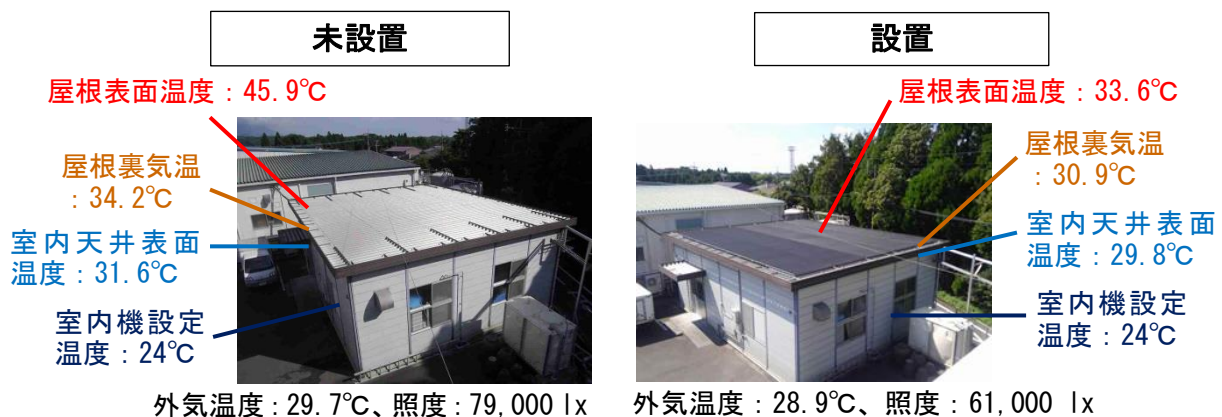 未設置
屋根表面温度：45.9℃
屋根裏気温
：34.2℃
室内天井表面
温度：31.6℃
室内機設定
温度：24℃
外気温度：29.7℃、照度：79,000 lx
設置
屋根表面温度：33.6℃
屋根裏気温
：30.9℃
室内天井表面
温度：29.8℃
室内機設定
温度：24℃
外気温度：28.9℃、照度：61,000 lx